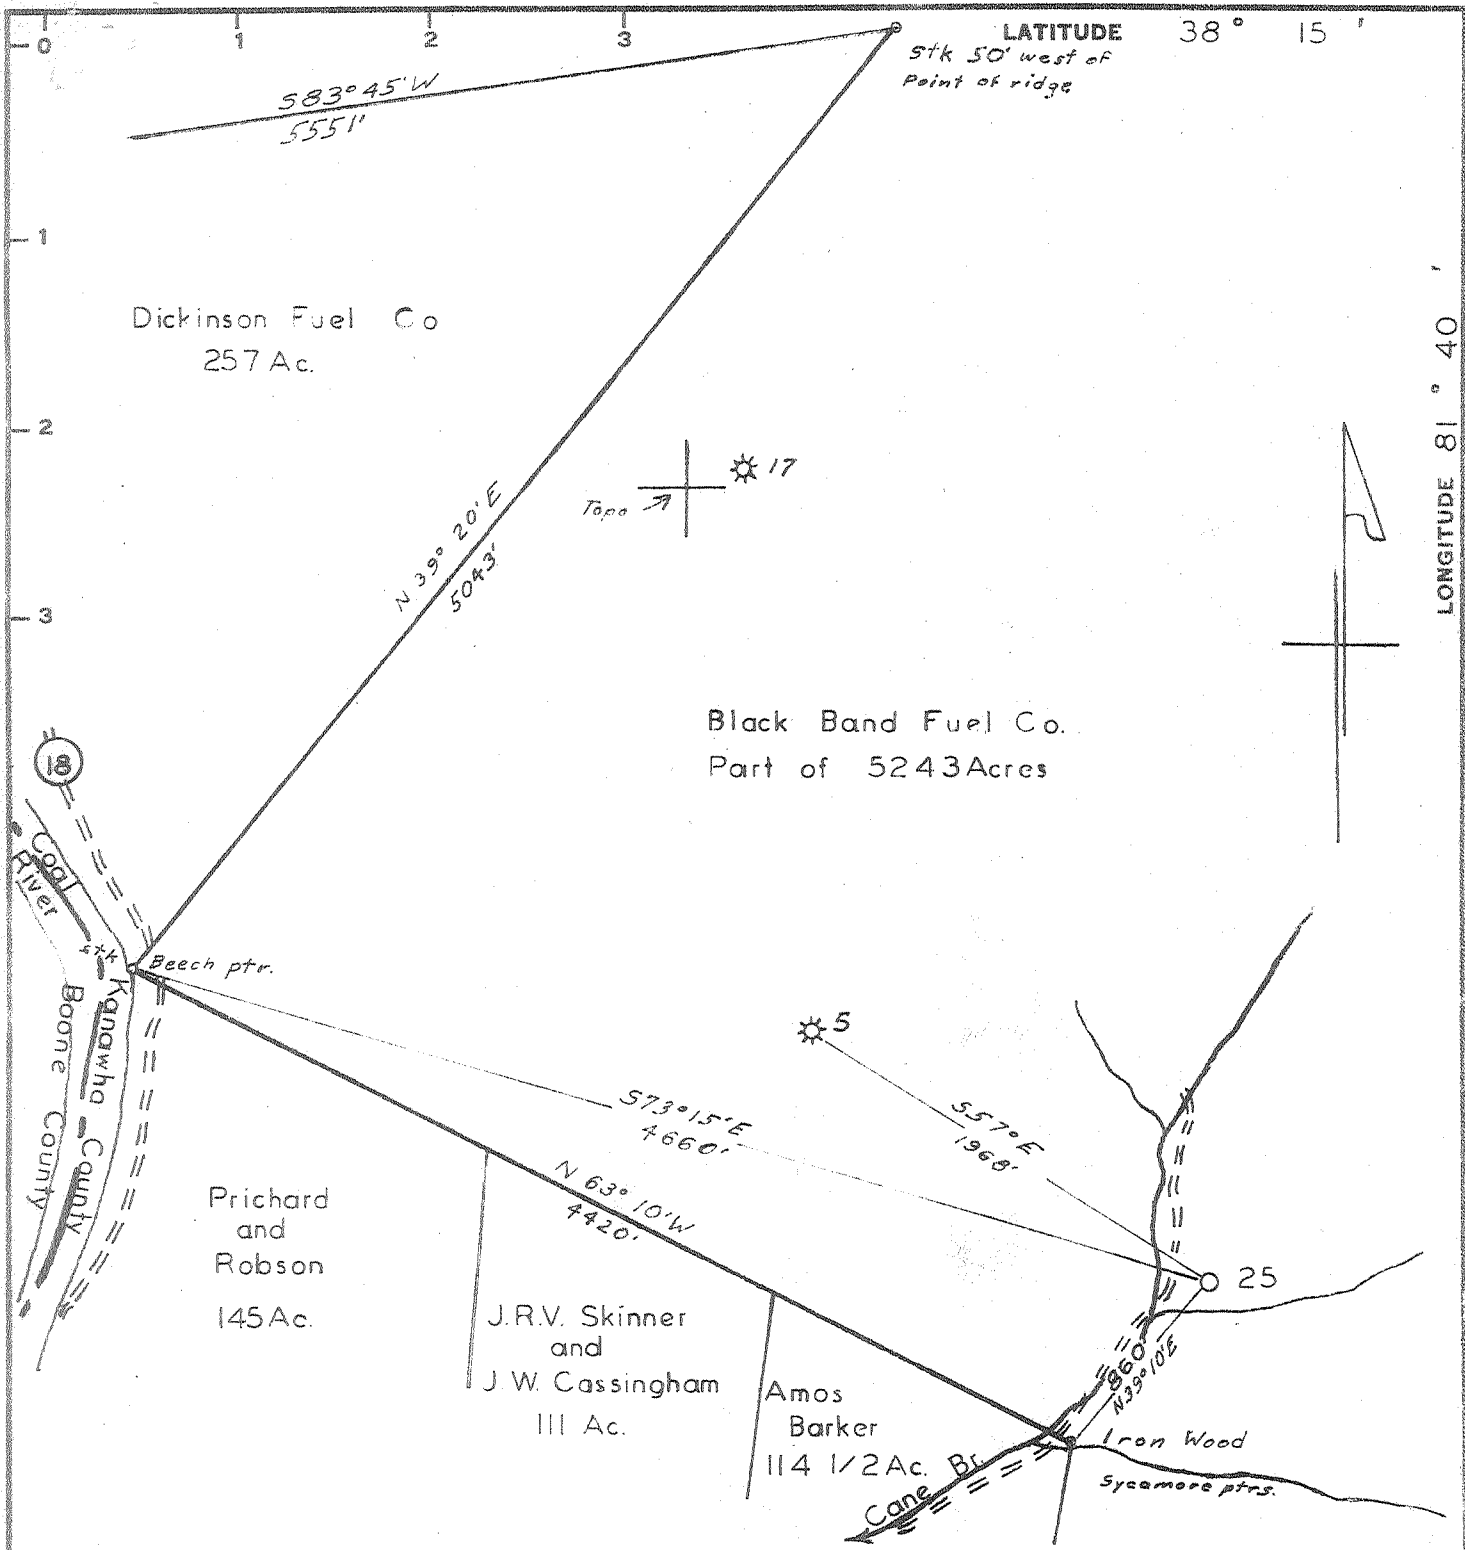 0 1 2 3 LATITUDE 38° 15'
stk 50' west of
Point of ridge
S83°45'W
5551'
1
2
3
LONGITUDE 81° 40'
Dickinson Fuel Co
257 Ac.
17
Topo
N 39° 20' E
5043'
Black Band Fuel Co.
Part of 5243 Acres
18
Coal
River
stk
Beech ptr.
Kanawha County
Boone County
5
S73°15'E
4660'
S57°E
1968'
N 63° 10'W
4420'
25
Prichard
and
Robson
145 Ac.
J.R.V. Skinner
and
J.W. Cassingham
111 Ac.
Amos
Barker
114 1/2 Ac.
860'
N39°10'E
Iron Wood
Sycamore ptrs.
Cane Br.